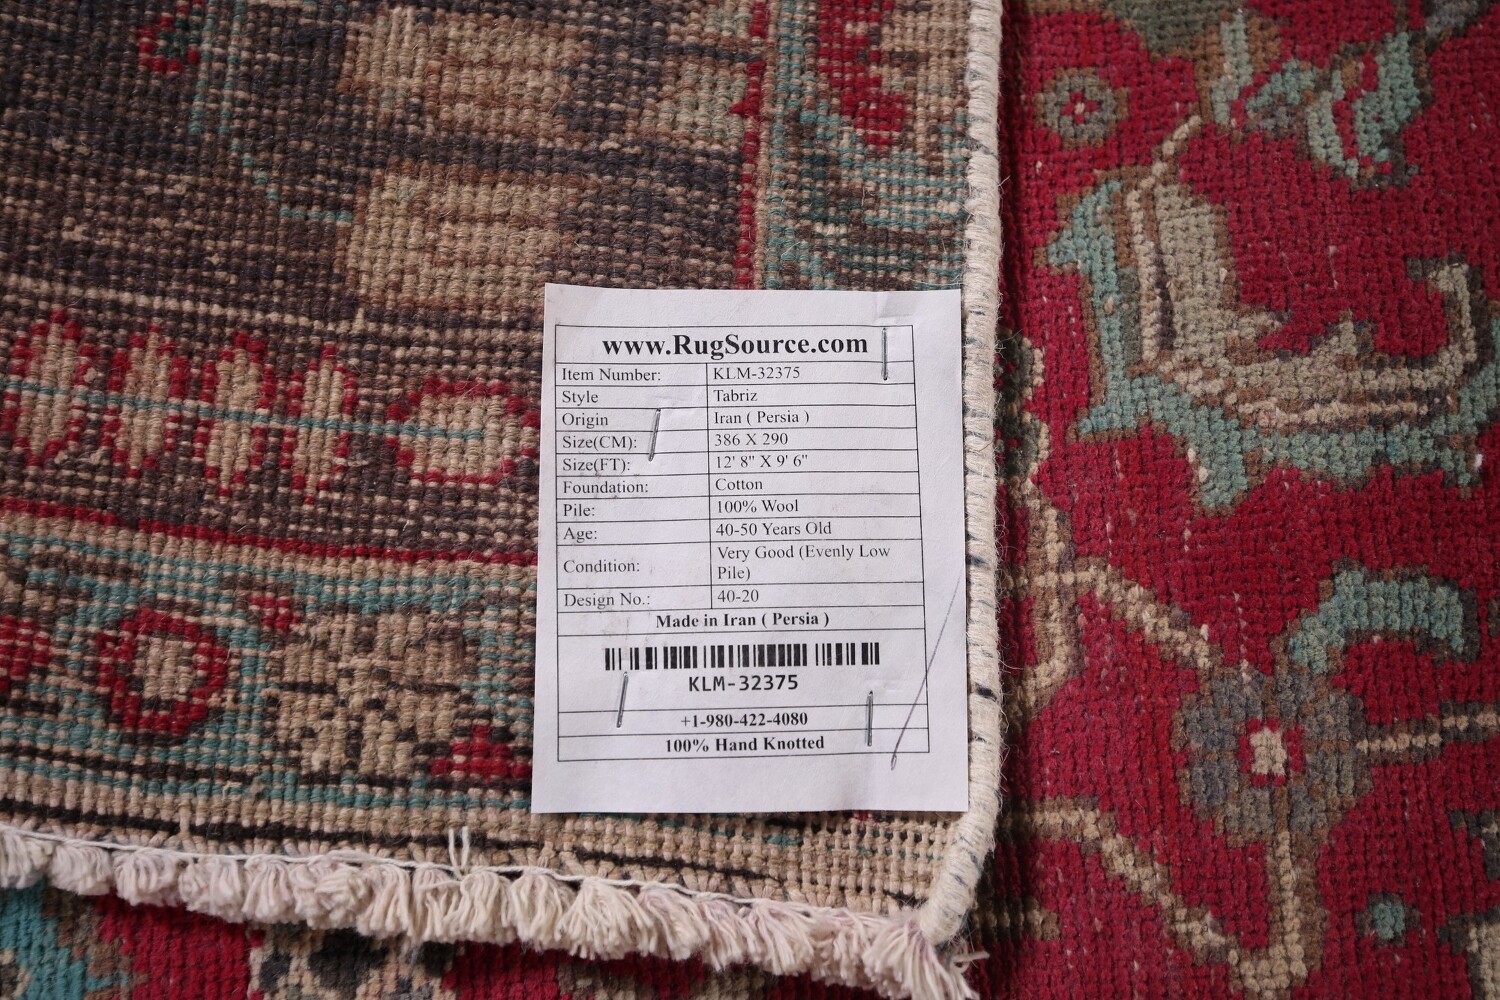 www.RugSource.com
Item Number: KLM-32375
Style Tabriz
Origin Iran ( Persia )
Size(CM): 386 X 290
Size(FT): 12' 8" X 9' 6"
Foundation: Cotton
Pile: 100% Wool
Age: 40-50 Years Old
Condition: Very Good (Evenly Low
Pile)
Design No.: 40-20
Made in Iran ( Persia )
KLM-32375
+1-980-422-4080
100% Hand Knotted